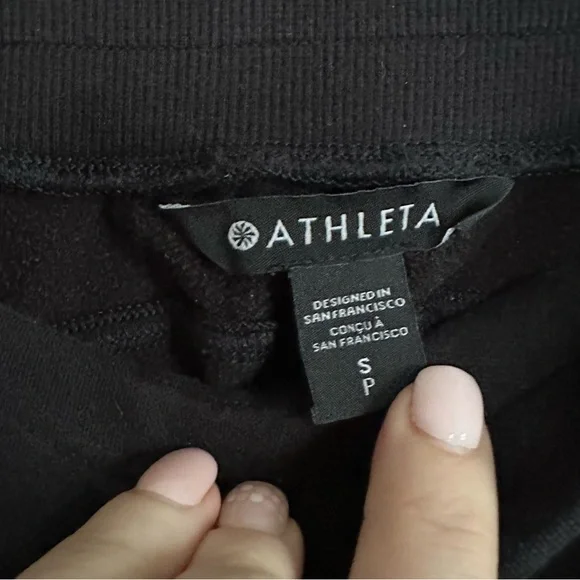 ATHLETA
DESIGNED IN
SAN FRANCISCO
CONÇU À
SAN FRANCISCO
S
P